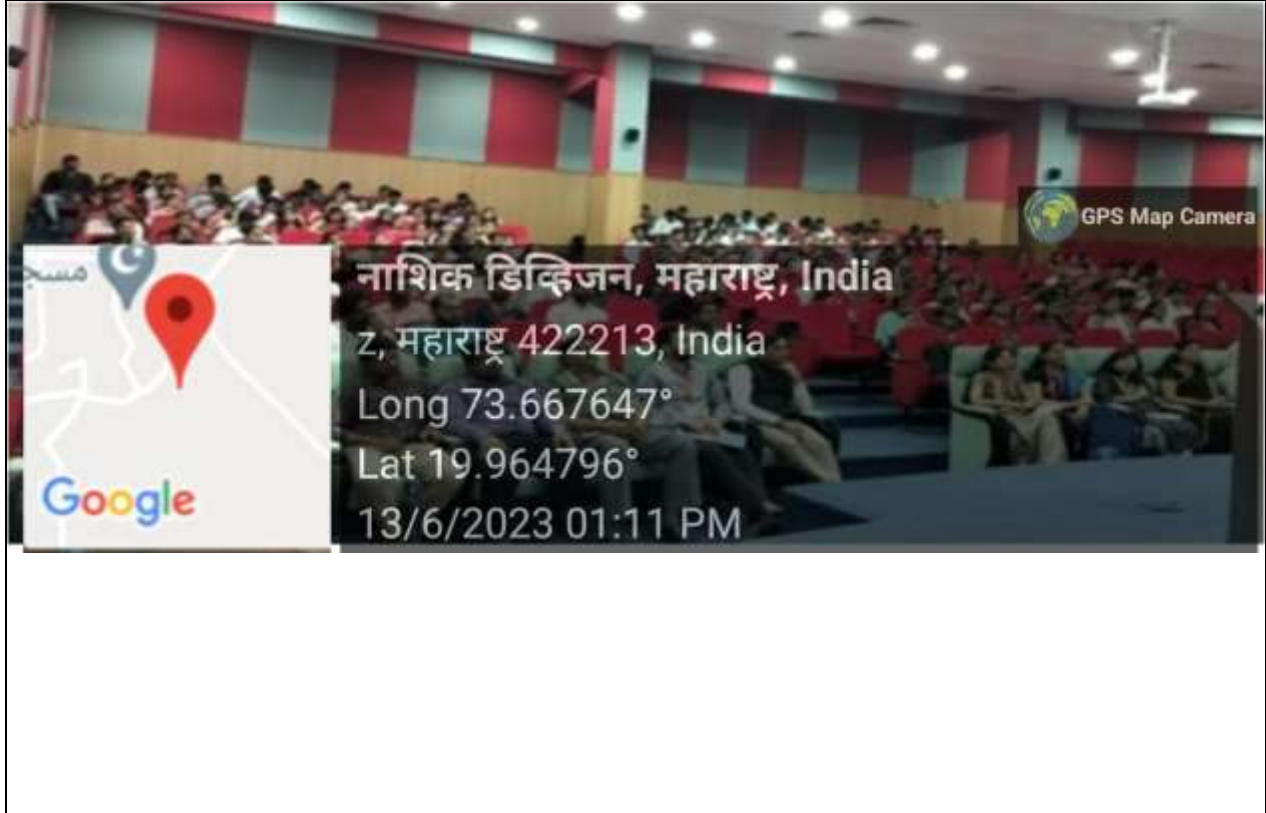 GPS Map Camera
مسج
Google
नाशिक डिव्हिजन, महाराष्ट्र, India
z, महाराष्ट्र 422213, India
Long 73.667647°
Lat 19.964796°
13/6/2023 01:11 PM